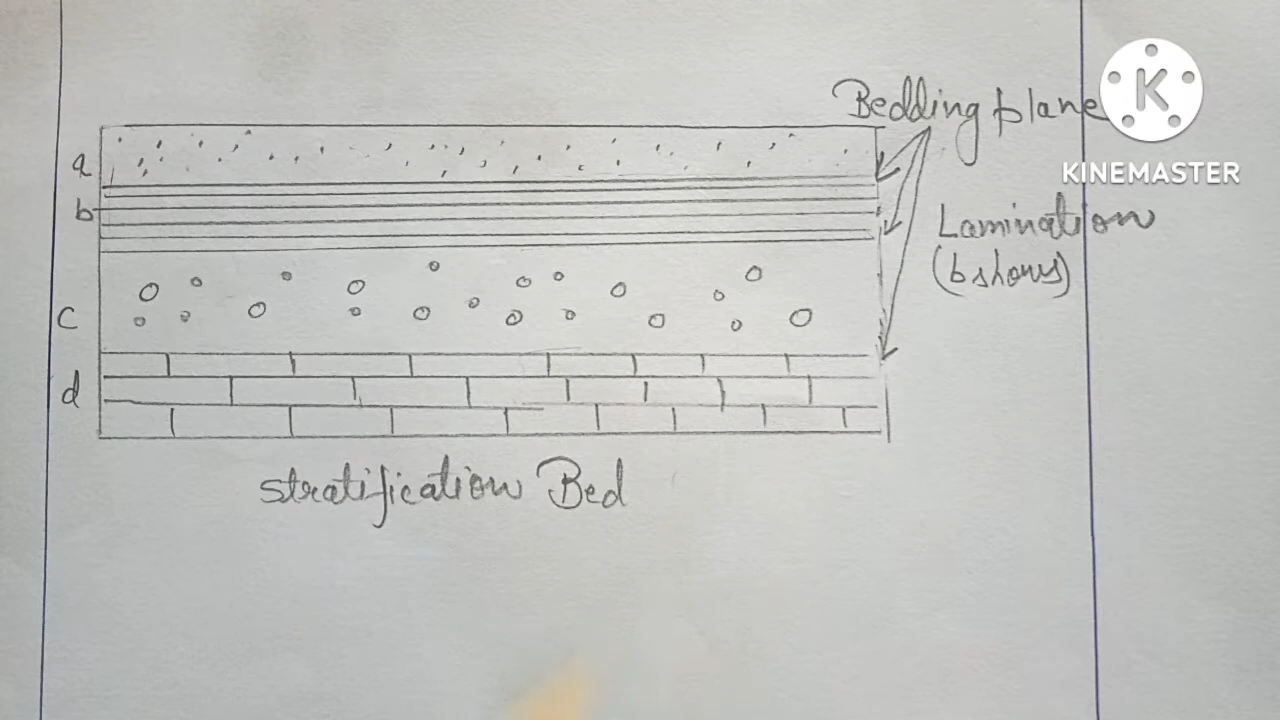 Bedding plane
K
KINEMASTER
a
b
Lamination
(b shows)
c
d
stratification Bed